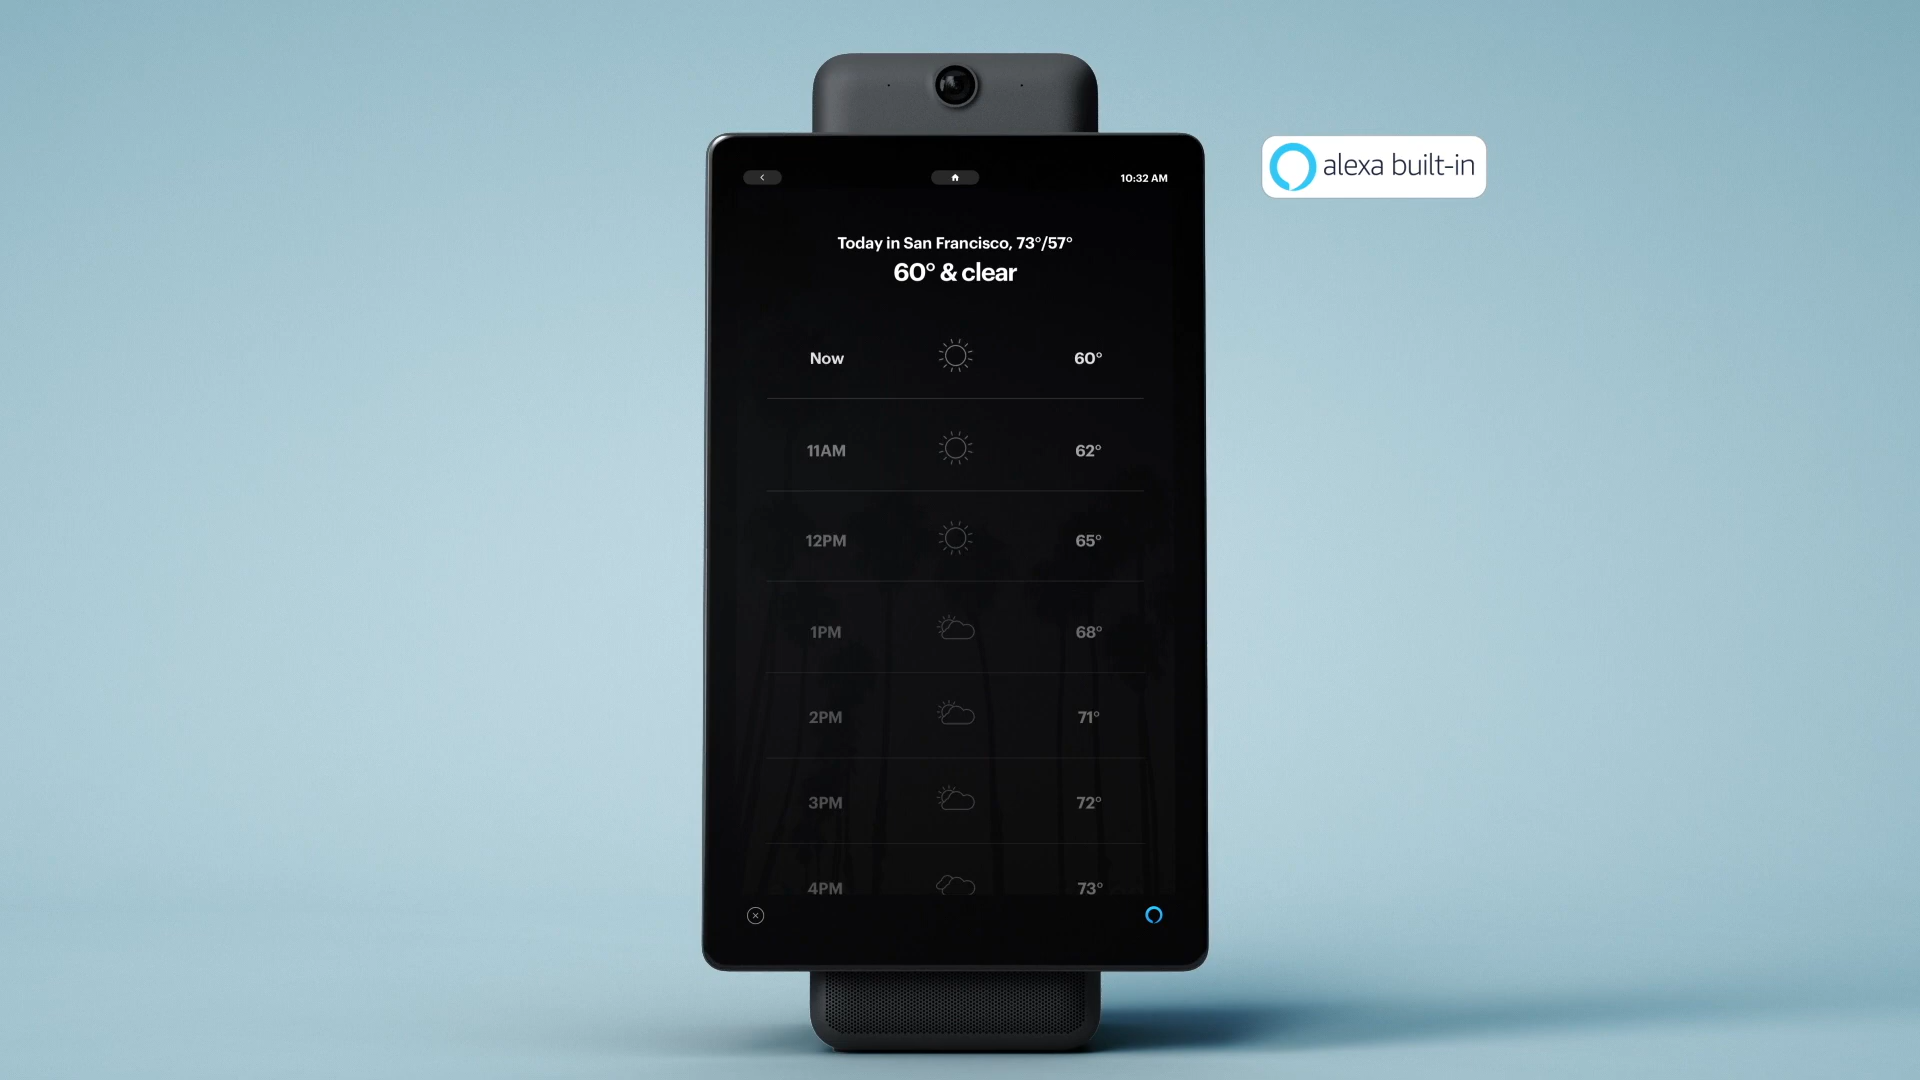 10:32 AM
alexa built-in
Today in San Francisco, 73°/57°
60° & clear
Now 60°
11AM 62°
12PM 65°
1PM 68°
2PM 71°
3PM 72°
4PM 73°